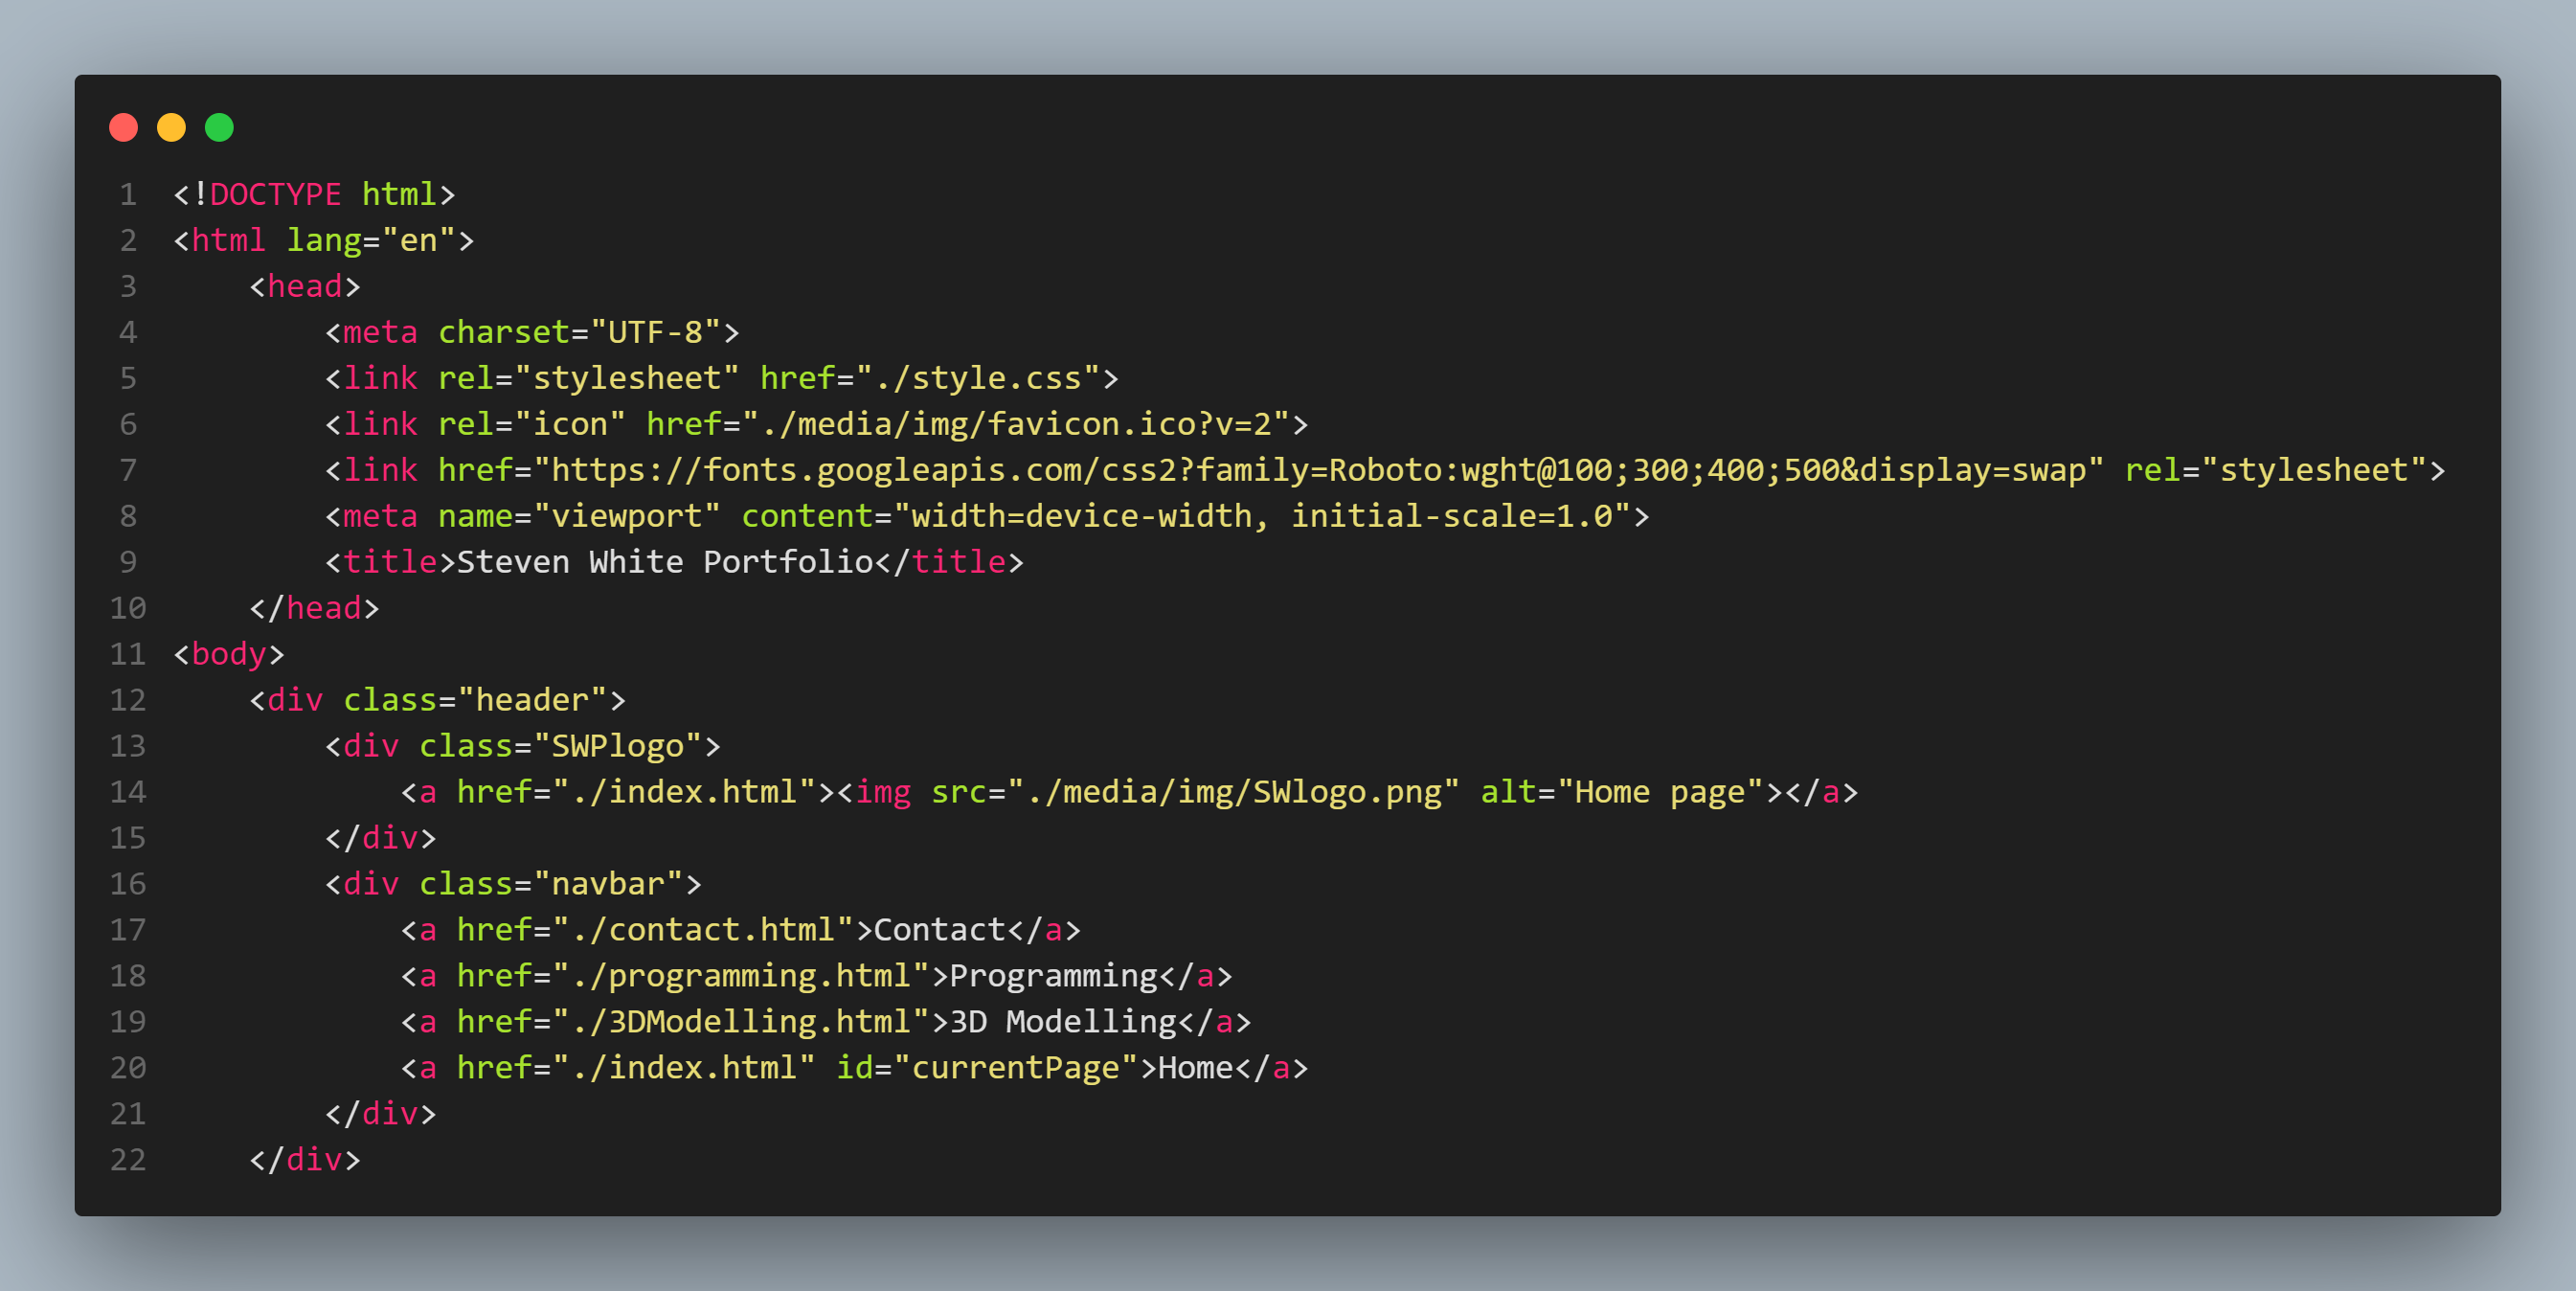 1 <!DOCTYPE html>
2 <html lang="en">
3     <head>
4         <meta charset="UTF-8">
5         <link rel="stylesheet" href="./style.css">
6         <link rel="icon" href="./media/img/favicon.ico?v=2">
7         <link href="https://fonts.googleapis.com/css2?family=Roboto:wght@100;300;400;500&display=swap" rel="stylesheet">
8         <meta name="viewport" content="width=device-width, initial-scale=1.0">
9         <title>Steven White Portfolio</title>
10     </head>
11 <body>
12     <div class="header">
13         <div class="SWPlogo">
14             <a href="./index.html"><img src="./media/img/SWlogo.png" alt="Home page"></a>
15         </div>
16         <div class="navbar">
17             <a href="./contact.html">Contact</a>
18             <a href="./programming.html">Programming</a>
19             <a href="./3DModelling.html">3D Modelling</a>
20             <a href="./index.html" id="currentPage">Home</a>
21         </div>
22     </div>